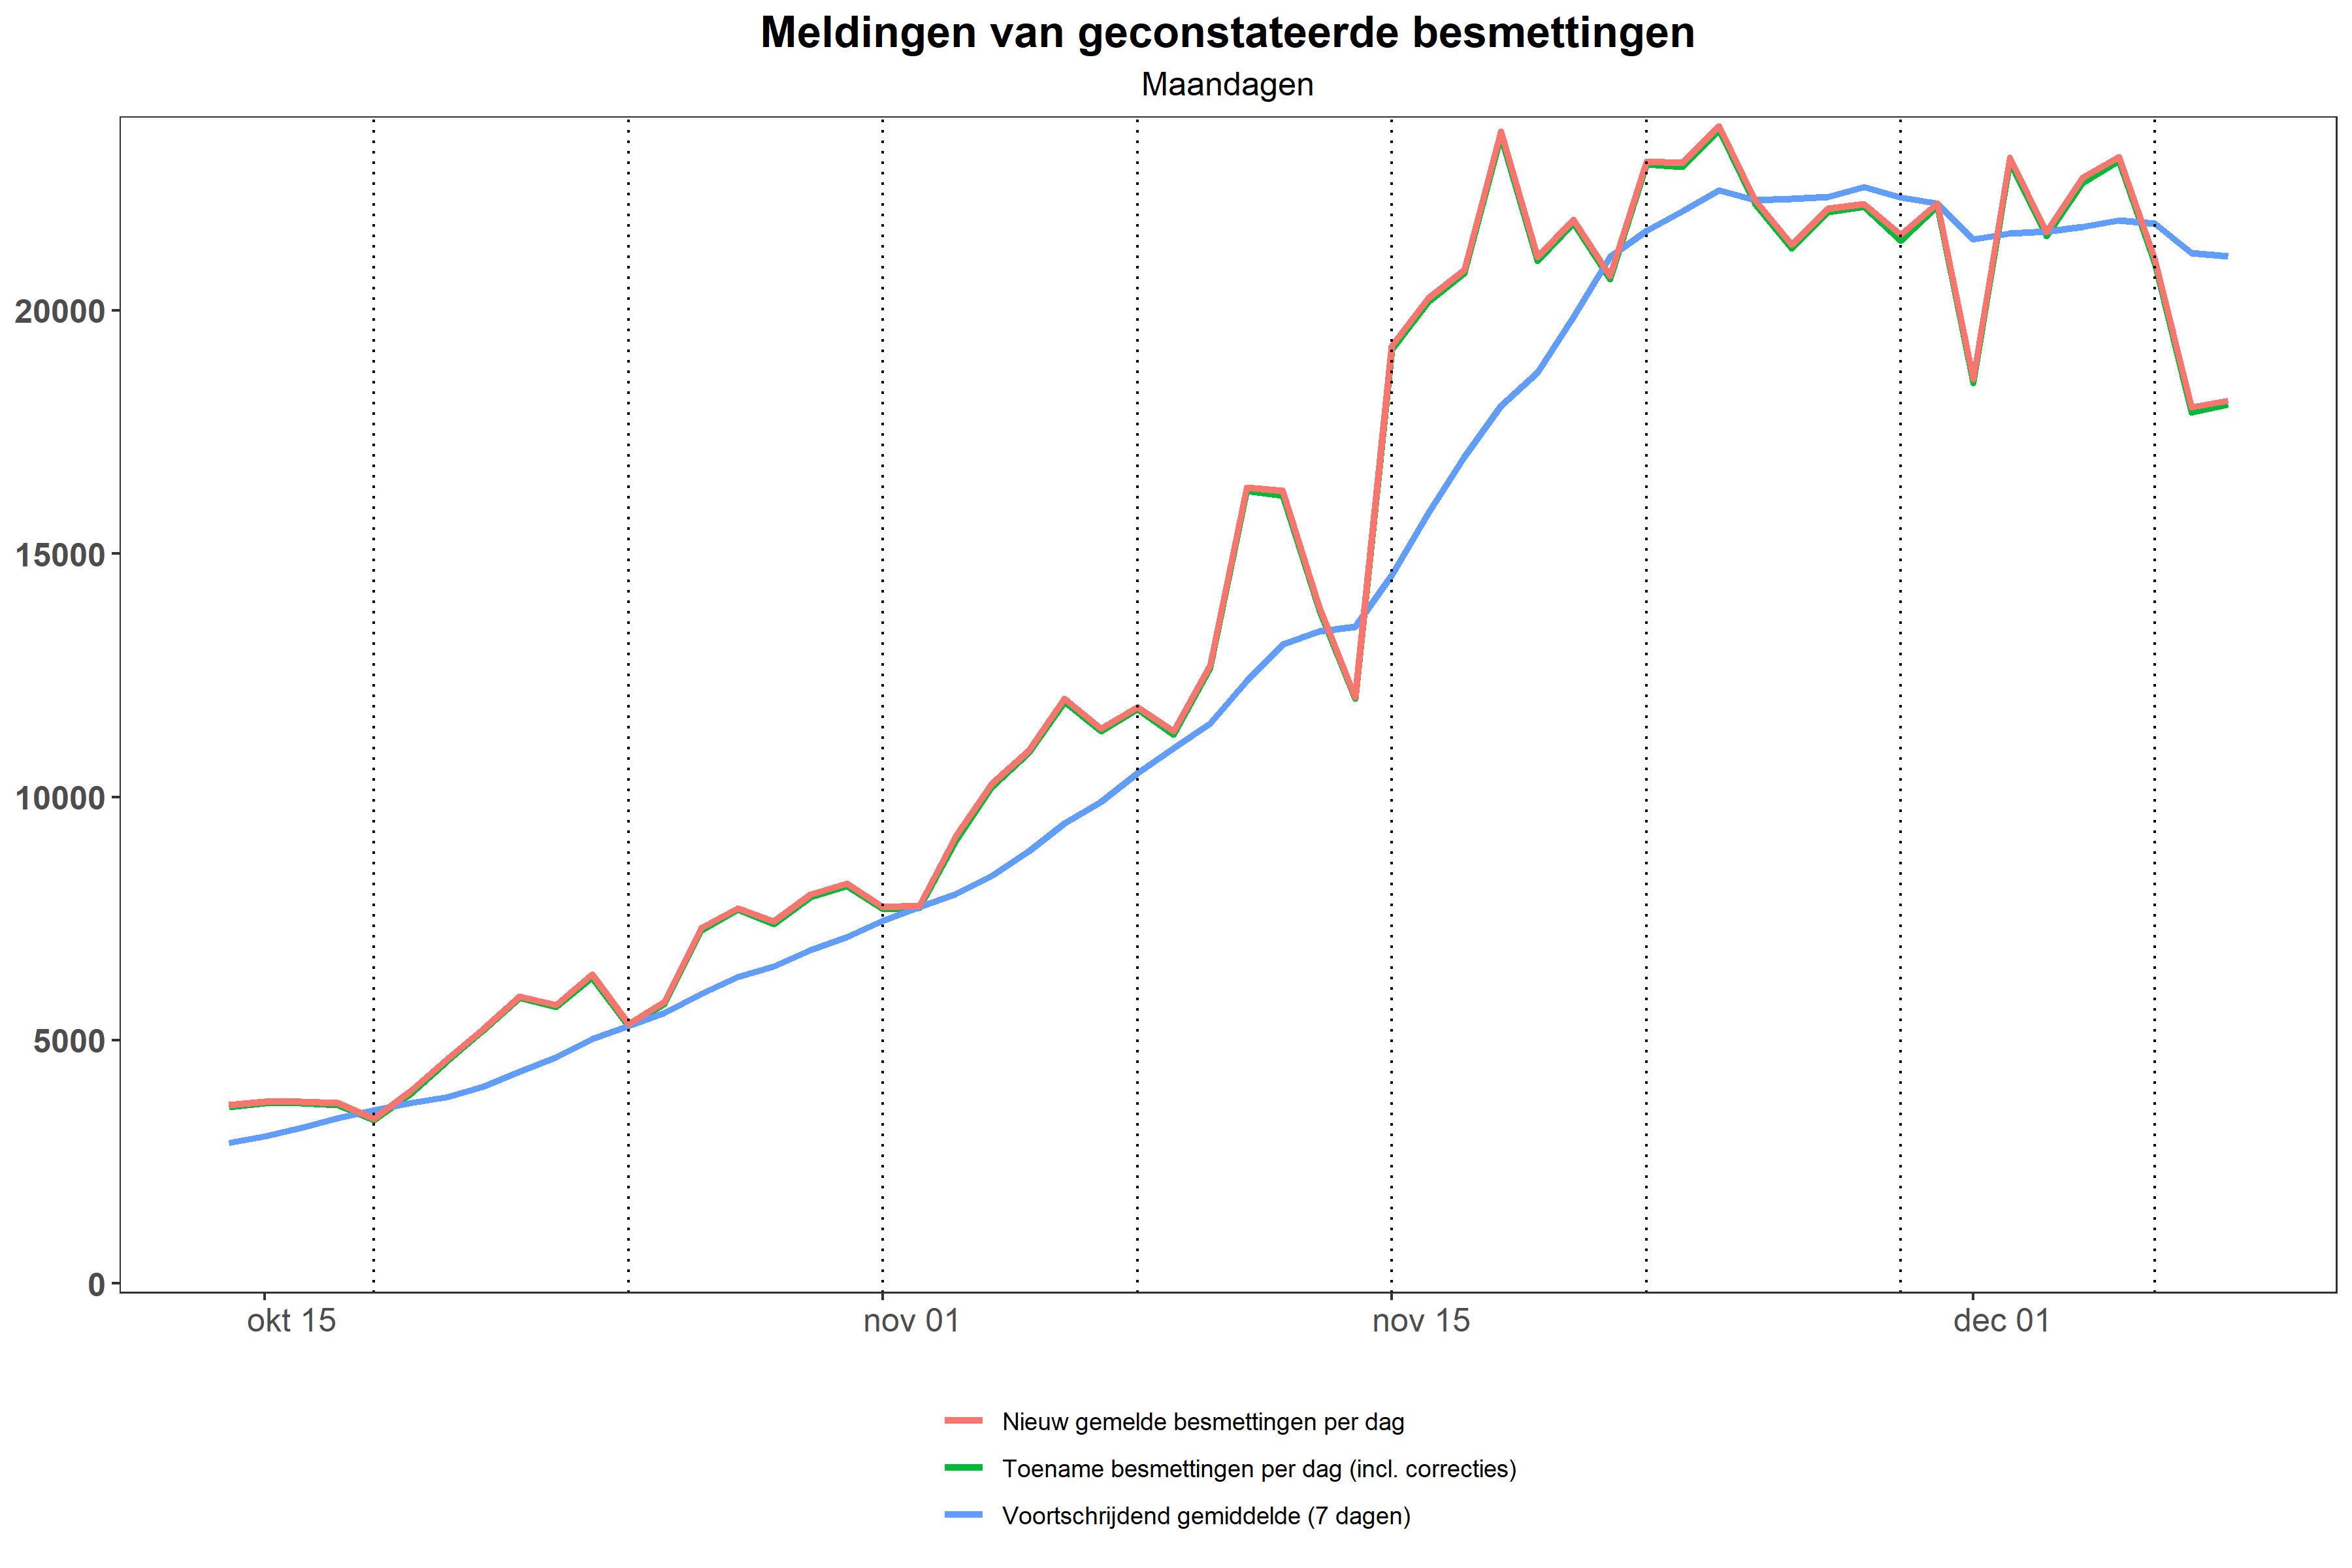 Meldingen van geconstateerde besmettingen
Maandagen
20000
15000
10000
5000
0
okt 15
nov 01
nov 15
dec 01
Nieuw gemelde besmettingen per dag
Toename besmettingen per dag (incl. correcties)
Voortschrijdend gemiddelde (7 dagen)